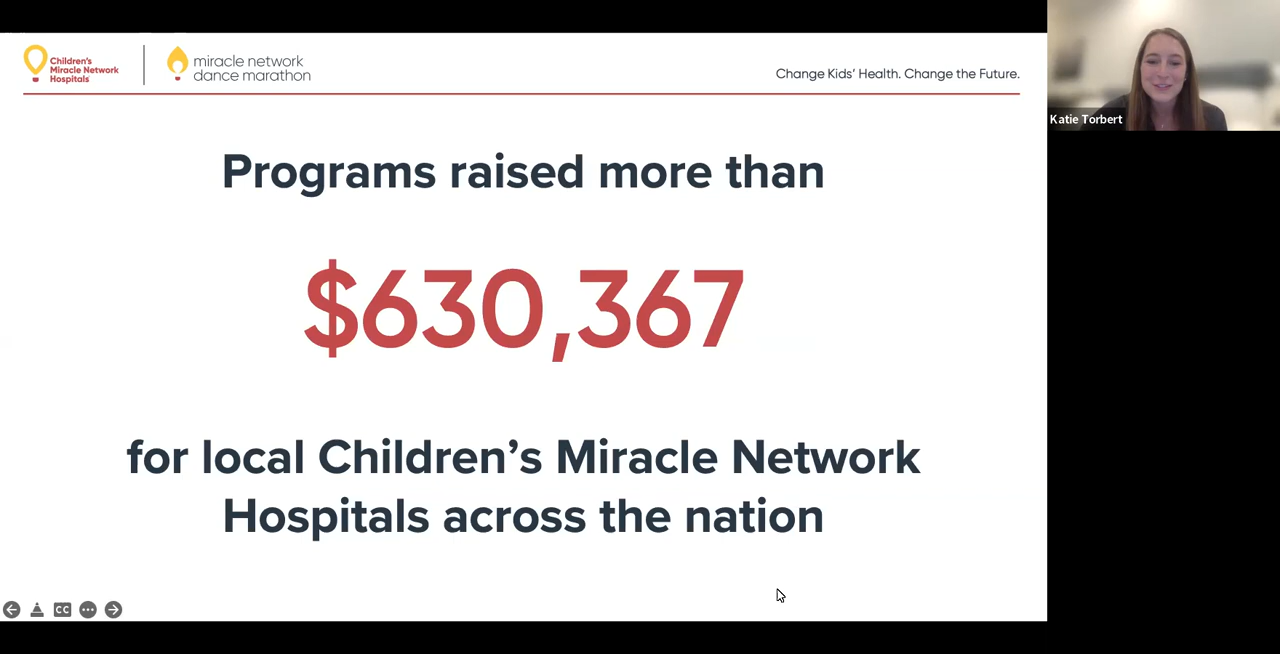 Children's
Miracle Network
Hospitals
miracle network
dance marathon
Change Kids' Health. Change the Future.
Katie Torbert
Programs raised more than
$630,367
for local Children's Miracle Network
Hospitals across the nation
CC